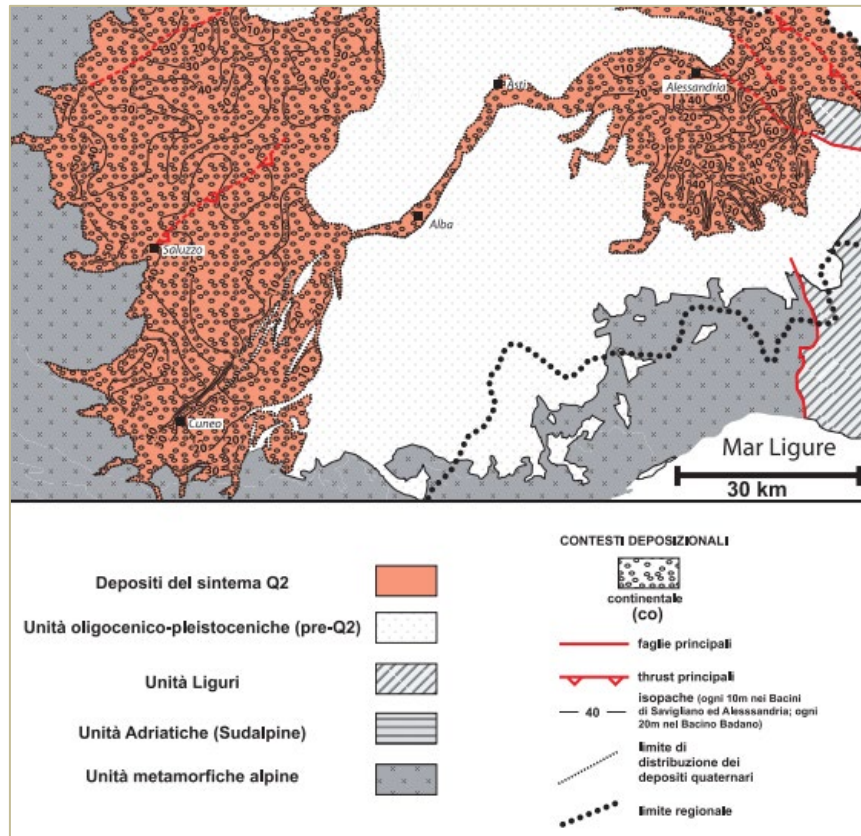 Asti
Alessandria
Alba
Saluzzo
Cuneo
Mar Ligure
30 km
Depositi del sintema Q2
Unità oligocenico-pleistoceniche (pre-Q2)
Unità Liguri
Unità Adriatiche (Sudalpine)
Unità metamorfiche alpine
CONTESTI DEPOSIZIONALI
continentale
(co)
faglie principali
thrust principali
40
isopache (ogni 10m nei Bacini
di Savigliano ed Alesssandria; ogni
20m nel Bacino Badano)
limite di
distribuzione dei
depositi quaternari
limite regionale